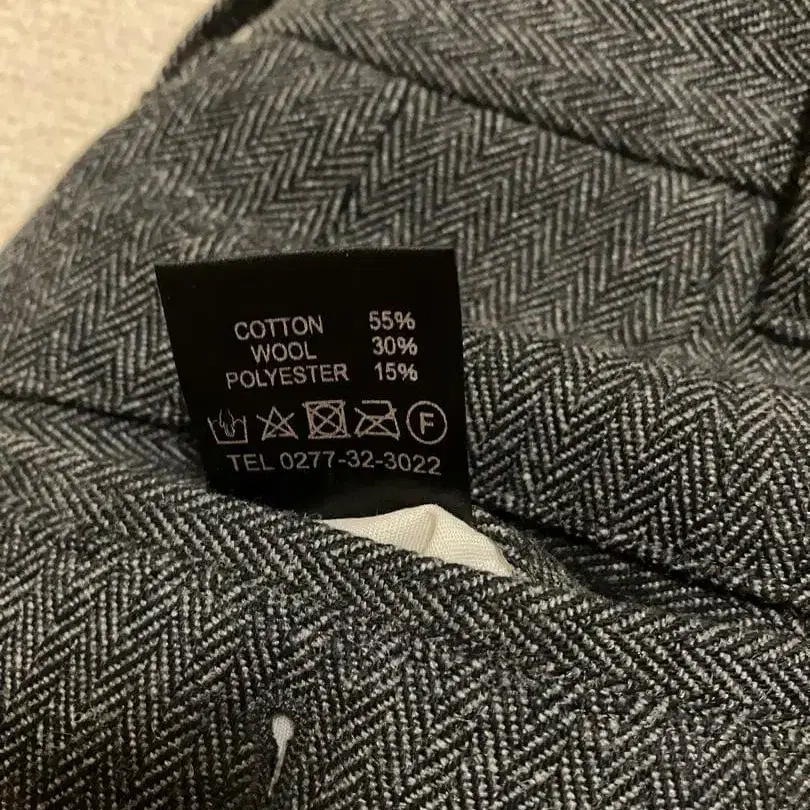 COTTON 55%
WOOL 30%
POLYESTER 15%
F
TEL 0277-32-3022